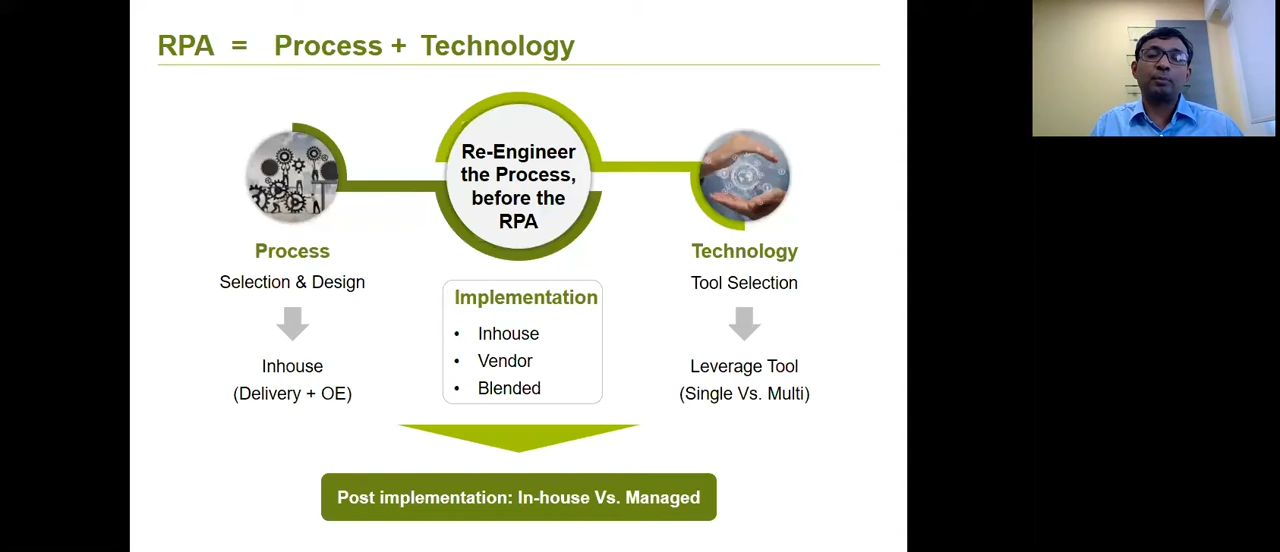 RPA = Process + Technology
Re-Engineer
the Process,
before the
RPA
Process
Selection & Design
Inhouse
(Delivery + OE)
Implementation
• Inhouse
• Vendor
• Blended
Technology
Tool Selection
Leverage Tool
(Single Vs. Multi)
Post implementation: In-house Vs. Managed